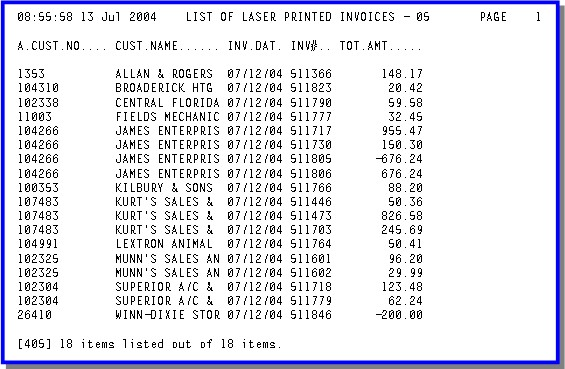 08:55:58 13 Jul 2004 LIST OF LASER PRINTED INVOICES - 05 PAGE 1
A.CUST.NO.... CUST.NAME...... INV.DAT. INV#.. TOT.AMT.....
1353 ALLAN & ROGERS 07/12/04 511366 148.17
104310 BROADERICK HTG 07/12/04 511823 20.42
102338 CENTRAL FLORIDA 07/12/04 511790 59.58
11003 FIELDS MECHANIC 07/12/04 511777 32.45
104266 JAMES ENTERPRIS 07/12/04 511717 955.47
104266 JAMES ENTERPRIS 07/12/04 511730 150.30
104266 JAMES ENTERPRIS 07/12/04 511805 -676.24
104266 JAMES ENTERPRIS 07/12/04 511806 676.24
100353 KILBURY & SONS 07/12/04 511766 88.20
107483 KURT'S SALES & 07/12/04 511446 50.36
107483 KURT'S SALES & 07/12/04 511473 826.58
107483 KURT'S SALES & 07/12/04 511703 245.69
104991 LEXTRON ANIMAL 07/12/04 511764 50.41
102325 MUNN'S SALES AN 07/12/04 511601 96.20
102325 MUNN'S SALES AN 07/12/04 511602 29.99
102304 SUPERIOR A/C & 07/12/04 511718 123.48
102304 SUPERIOR A/C & 07/12/04 511779 62.24
26410 WINN-DIXIE STOR 07/12/04 511846 -200.00
[405] 18 items listed out of 18 items.